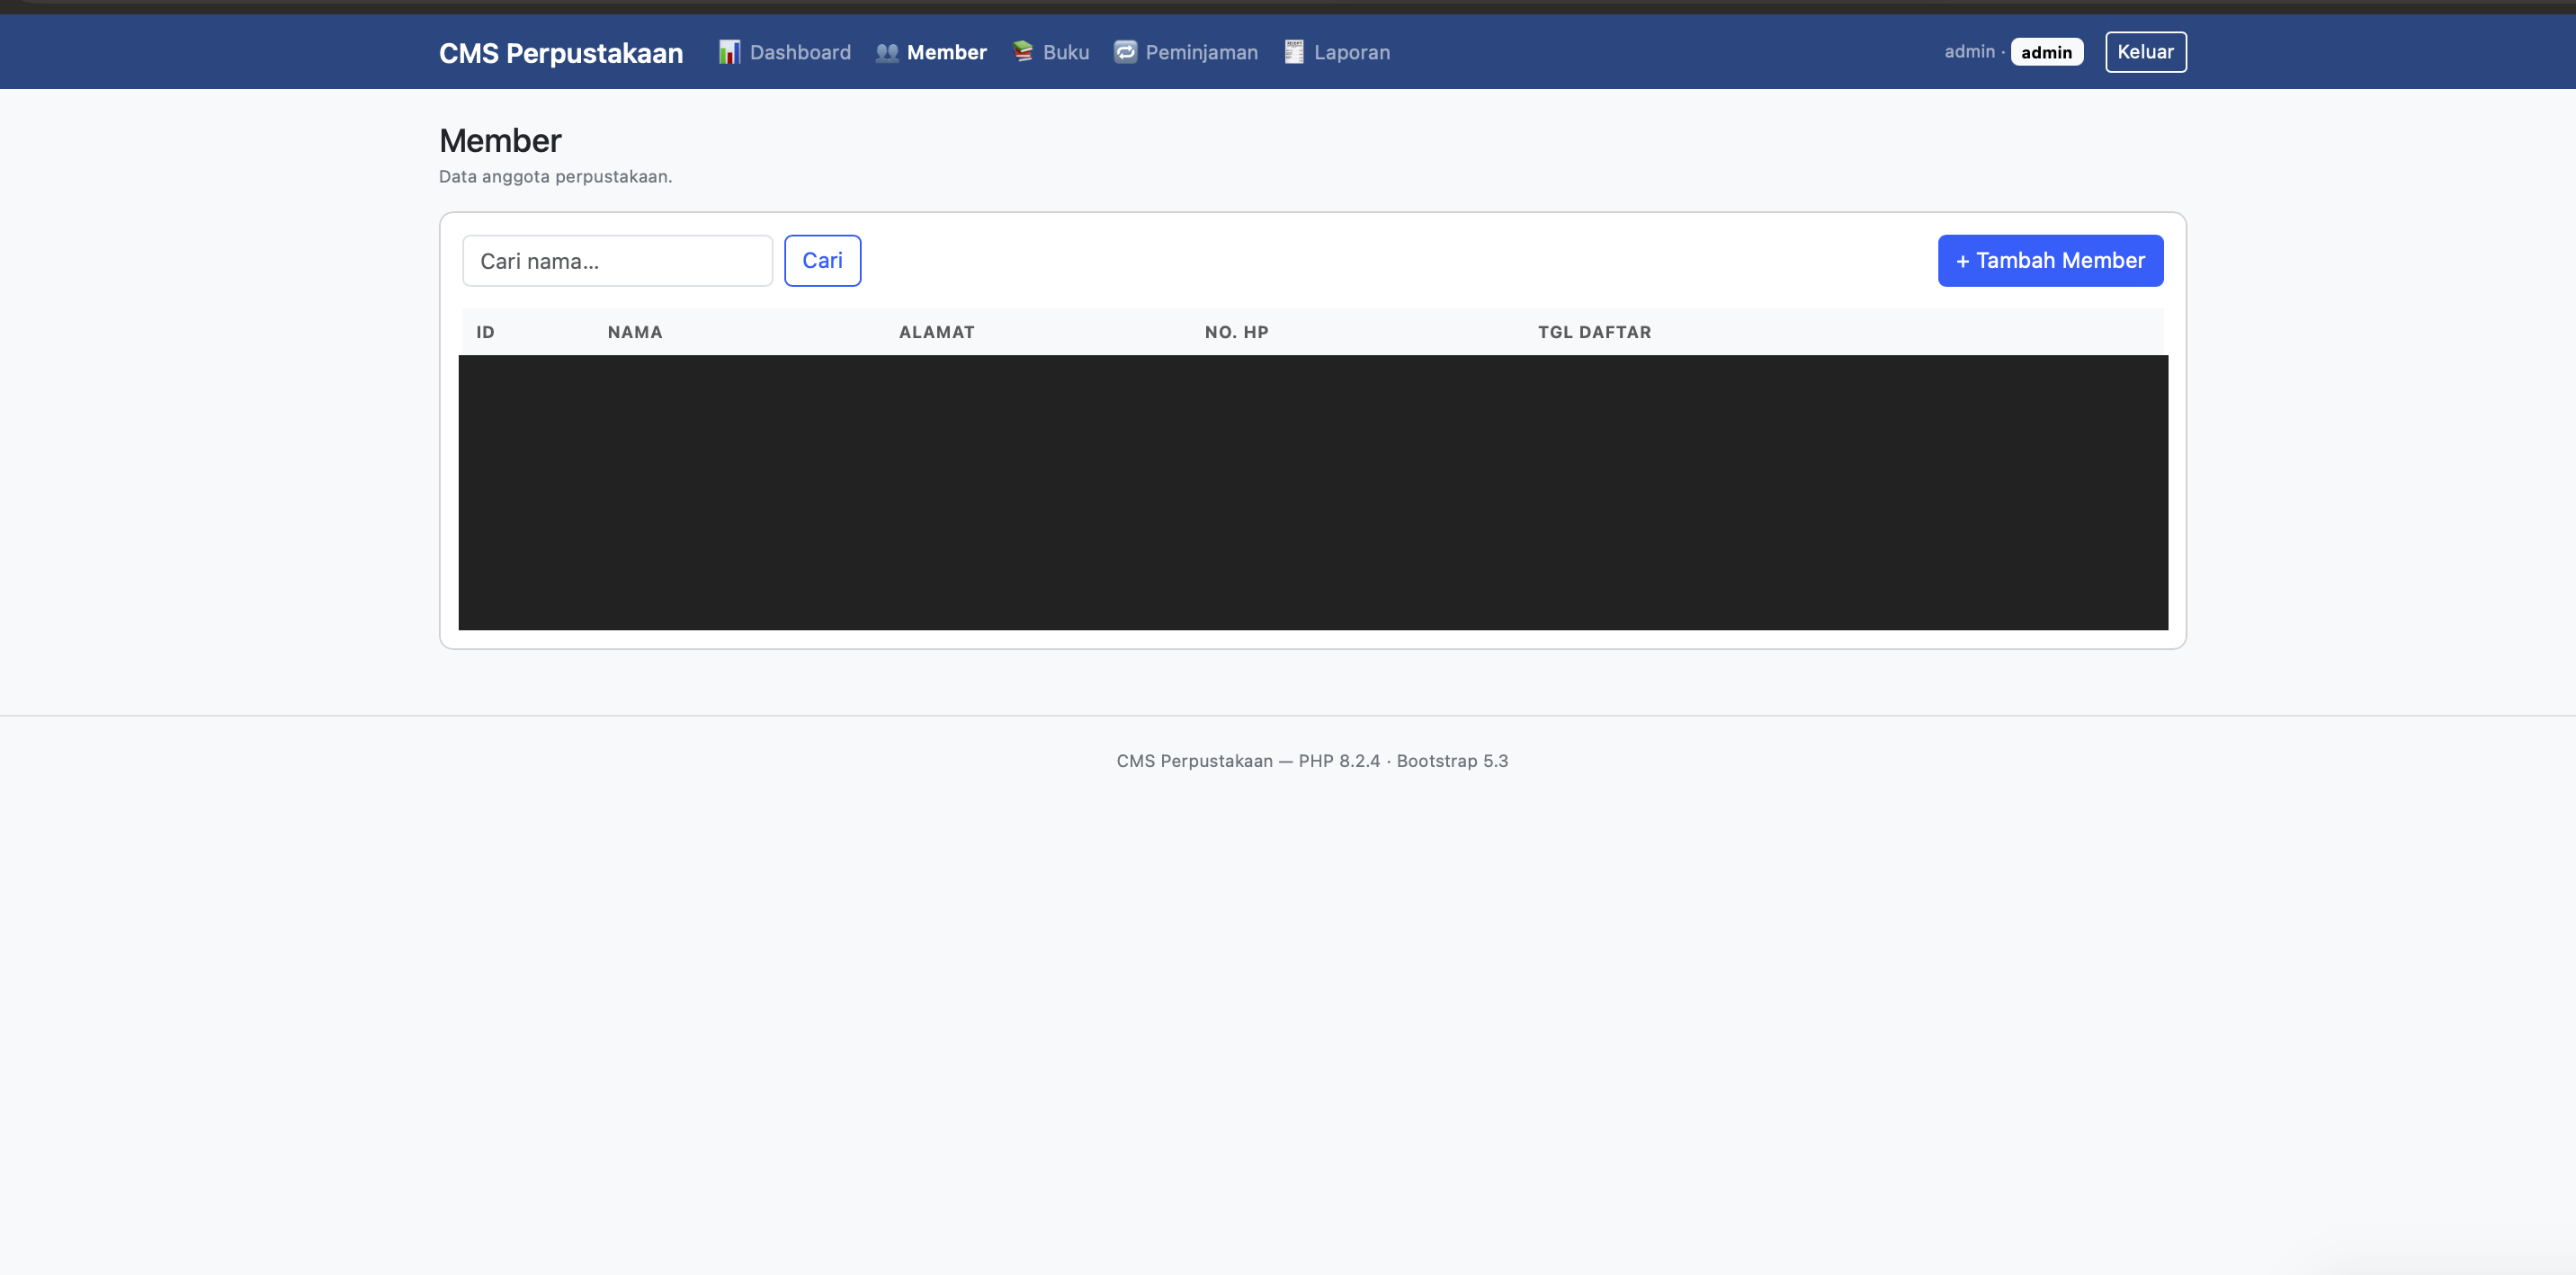 CMS Perpustakaan Dashboard Member Buku Peminjaman Laporan admin · admin Keluar
Member
Data anggota perpustakaan.
Cari nama... Cari + Tambah Member
ID NAMA ALAMAT NO. HP TGL DAFTAR
CMS Perpustakaan — PHP 8.2.4 · Bootstrap 5.3